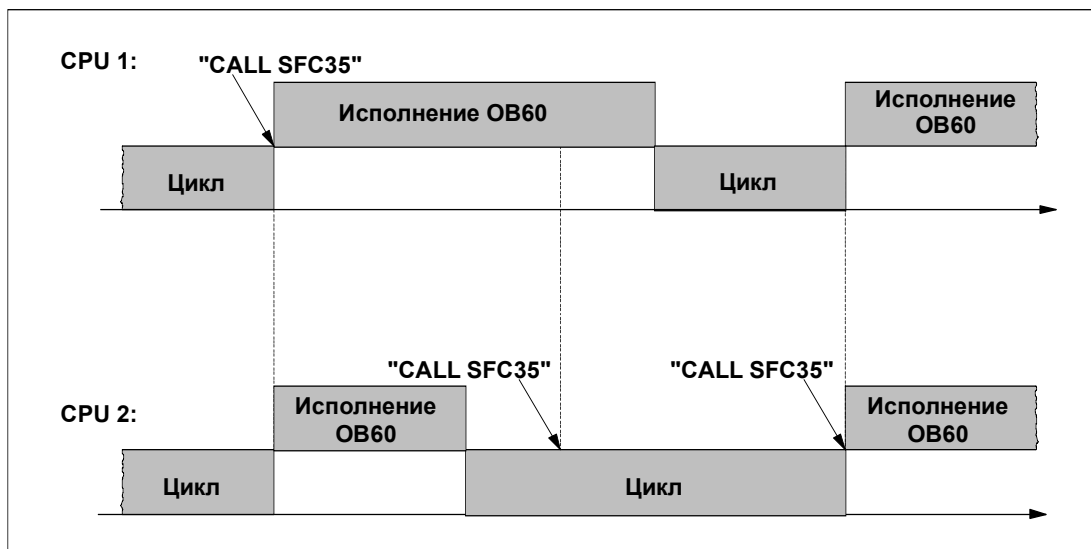 CPU 1:
"CALL SFC35"
Исполнение OB60
Исполнение
OB60
Цикл
Цикл
"CALL SFC35"
"CALL SFC35"
CPU 2:
Исполнение
OB60
Исполнение
OB60
Цикл
Цикл